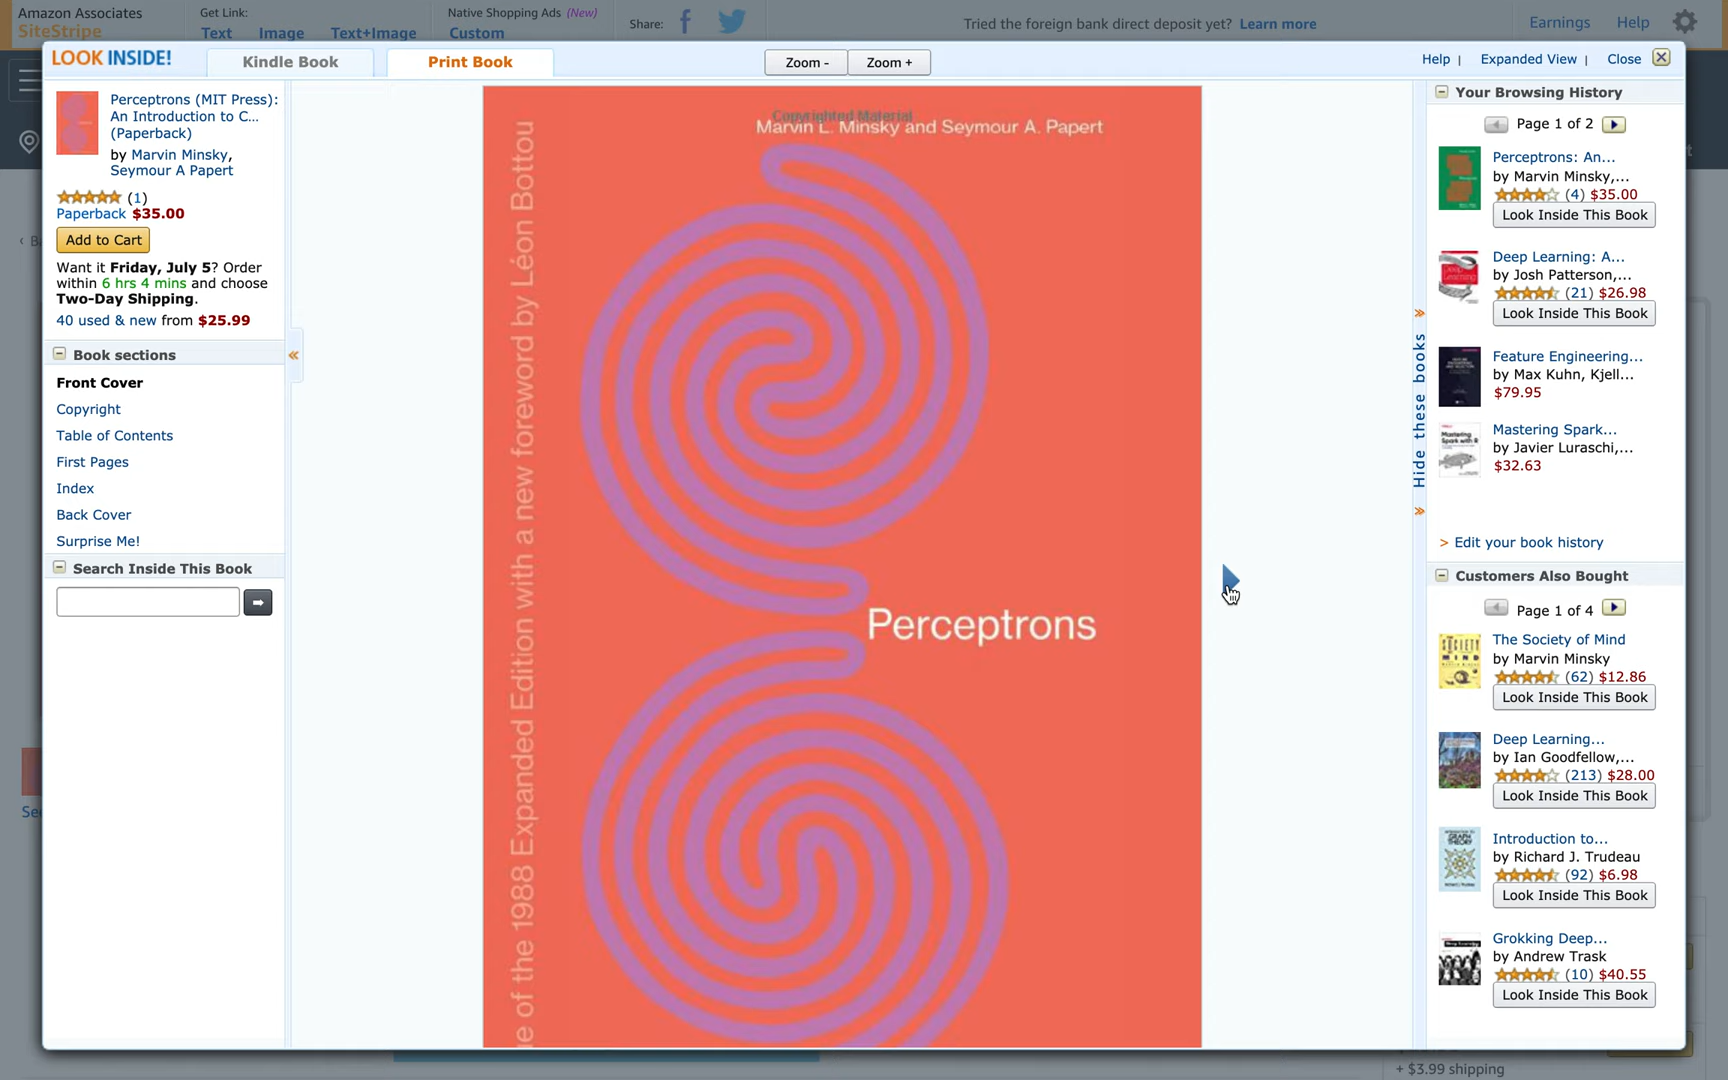 Amazon Associates
SiteStripe
Get Link:
Text Image Text+Image
Native Shopping Ads (New)
Custom
Share:
Tried the foreign bank direct deposit yet? Learn more
Earnings Help
LOOK INSIDE!
Kindle Book
Print Book
Zoom -
Zoom +
Help | Expanded View | Close
Perceptrons (MIT Press):
An Introduction to C...
(Paperback)
by Marvin Minsky,
Seymour A Papert
(1)
Paperback $35.00
Add to Cart
Want it Friday, July 5? Order
within 6 hrs 4 mins and choose
Two-Day Shipping.
40 used & new from $25.99
Book sections
Front Cover
Copyright
Table of Contents
First Pages
Index
Back Cover
Surprise Me!
Search Inside This Book
Copyrighted Material
Marvin L. Minsky and Seymour A. Papert
Perceptrons
of the 1988 Expanded Edition with a new foreword by Léon Bottou
Hide these books
Your Browsing History
Page 1 of 2
Perceptrons: An...
by Marvin Minsky,...
(4) $35.00
Look Inside This Book
Deep Learning: A...
by Josh Patterson,...
(21) $26.98
Look Inside This Book
Feature Engineering...
by Max Kuhn, Kjell...
$79.95
Mastering Spark...
by Javier Luraschi,...
$32.63
> Edit your book history
Customers Also Bought
Page 1 of 4
The Society of Mind
by Marvin Minsky
(62) $12.86
Look Inside This Book
Deep Learning...
by Ian Goodfellow,...
(213) $28.00
Look Inside This Book
Introduction to...
by Richard J. Trudeau
(92) $6.98
Look Inside This Book
Grokking Deep...
by Andrew Trask
(10) $40.55
Look Inside This Book
+ $3.99 shipping